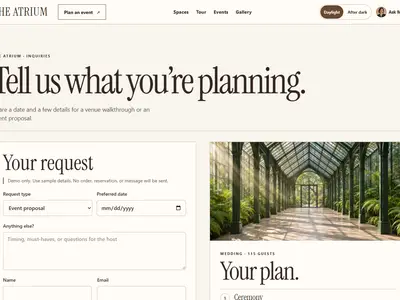 THE ATRIUM
Plan an event ↗
Spaces Tour Events Gallery
Daylight After dark
Ask
ATRIUM · INQUIRIES
Tell us what you're planning.
a date and a few details for a venue walkthrough or an
proposal.
Your request
Demo only. Use sample details. No order, reservation, or message will be sent.
Request type
Preferred date
Event proposal
mm/dd/yyyy
Anything else?
Timing, must-haves, or questions for the host
Name
Email
WEDDING · 115 GUESTS
Your plan.
Ceremony